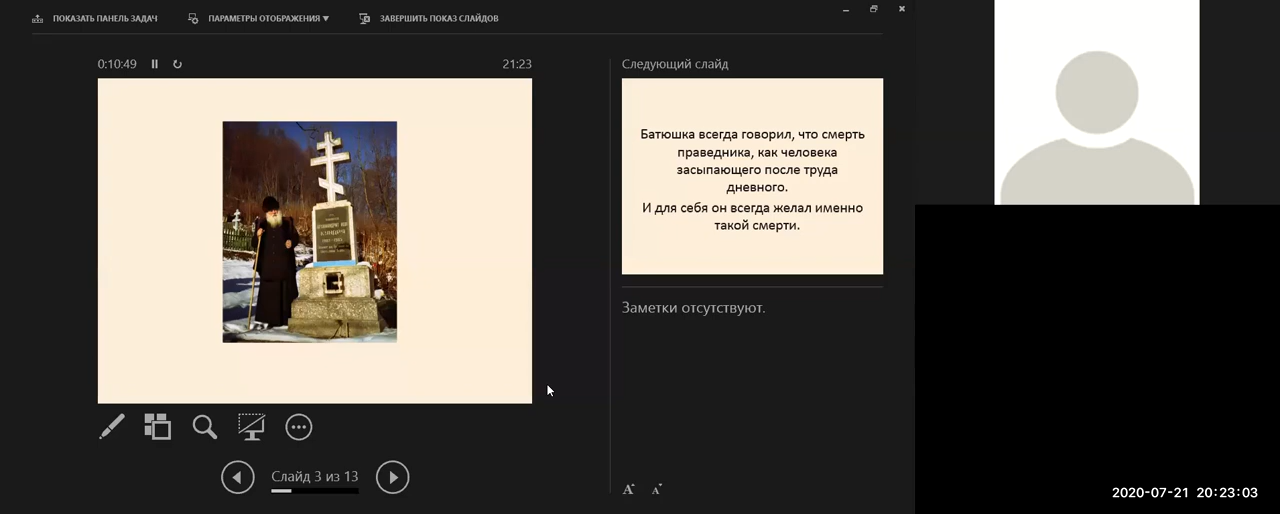 ПОКАЗАТЬ ПАНЕЛЬ ЗАДАЧ
ПАРАМЕТРЫ ОТОБРАЖЕНИЯ ▼
ЗАВЕРШИТЬ ПОКАЗ СЛАЙДОВ
0:10:49
21:23
Следующий слайд
Батюшка всегда говорил, что смерть
праведника, как человека
засыпающего после труда
дневного.
И для себя он всегда желал именно
такой смерти.
Заметки отсутствуют.
Слайд 3 из 13
2020-07-21 20:23:03